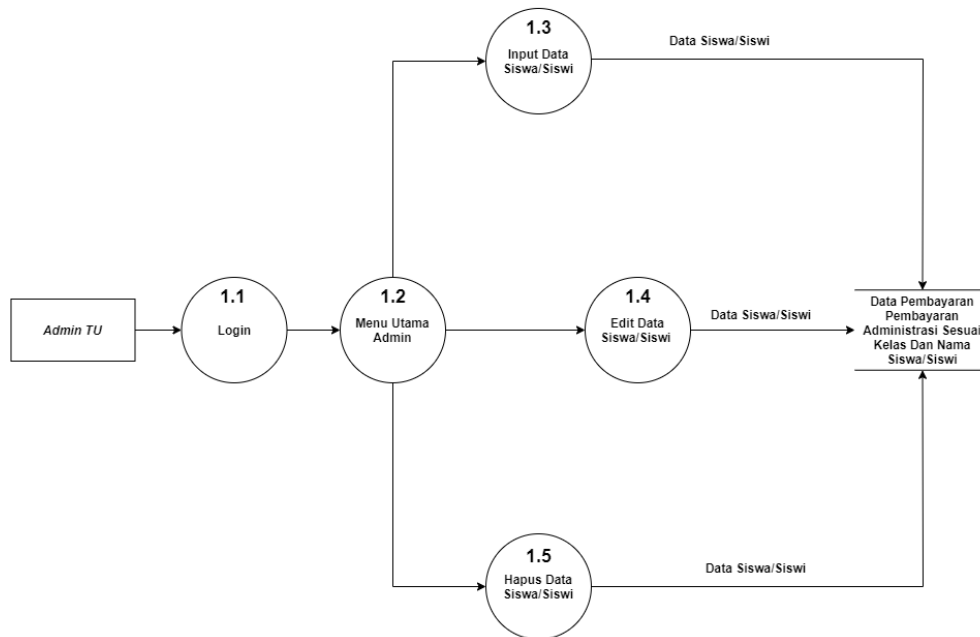 1.3
Input Data
Siswa/Siswi
Data Siswa/Siswi
Admin TU
1.1
Login
1.2
Menu Utama
Admin
1.4
Edit Data
Siswa/Siswi
Data Siswa/Siswi
Data Pembayaran
Pembayaran
Administrasi Sesuai
Kelas Dan Nama
Siswa/Siswi
1.5
Hapus Data
Siswa/Siswi
Data Siswa/Siswi